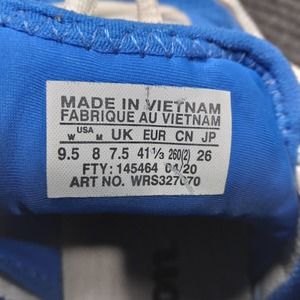 MADE IN VIETNAM
FABRIQUE AU VIETNAM
W USA M UK EUR CN JP
9.5 8 7.5 41⅓ 260(2) 26
FTY: 145464 04/20
ART NO. WRS327070